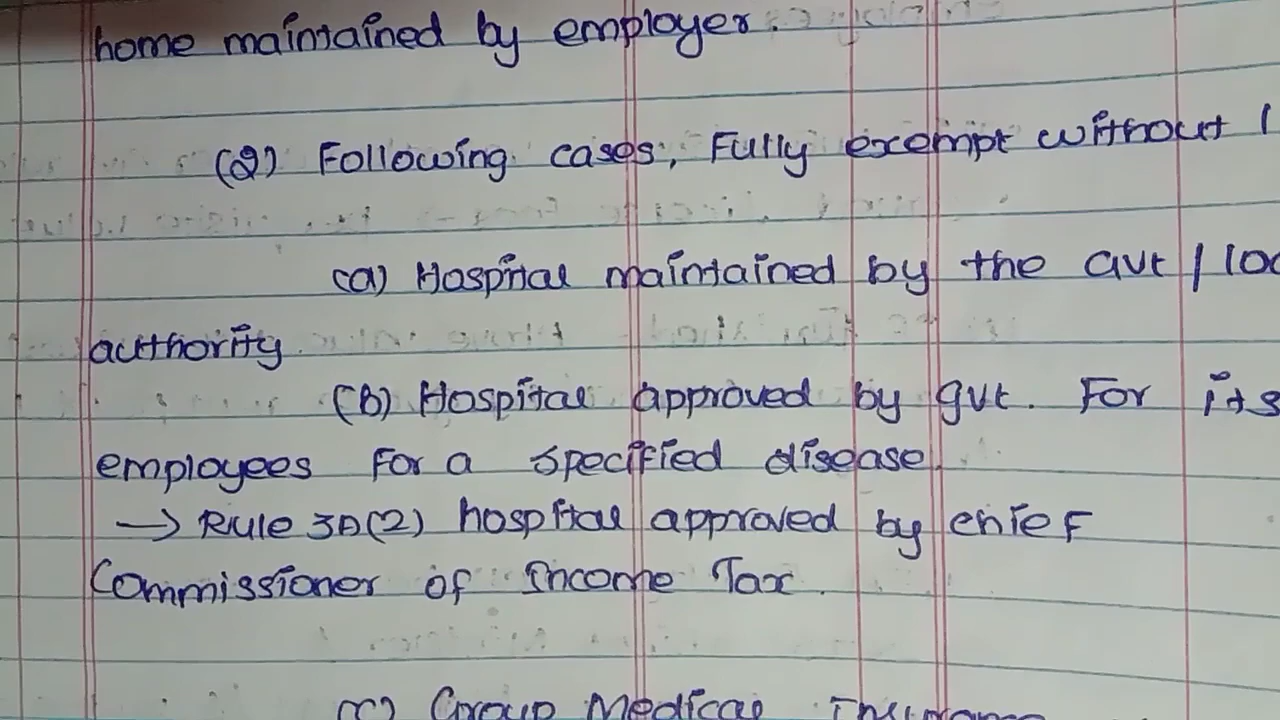 home maintained by employer.
(2) Following cases, Fully exempt without
(a) Hospital maintained by the Gvt /
authority
(b) Hospital approved by gvt. For its
employees For a specified disease
→ Rule 3A(2) hospital approved by chief
Commissioner of Income Tax.
(c) Group Medical Insurance